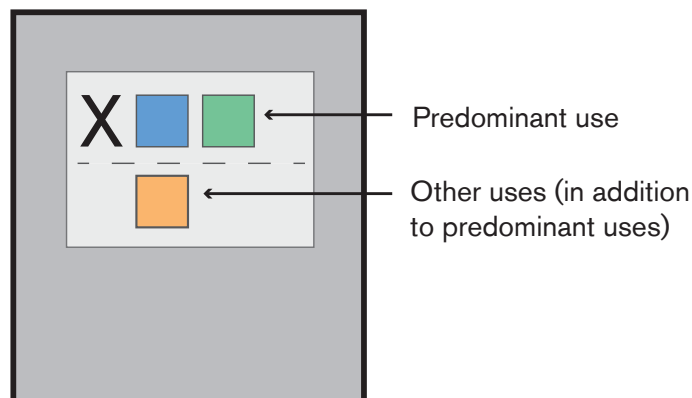 X
Predominant use
Other uses (in addition
to predominant uses)